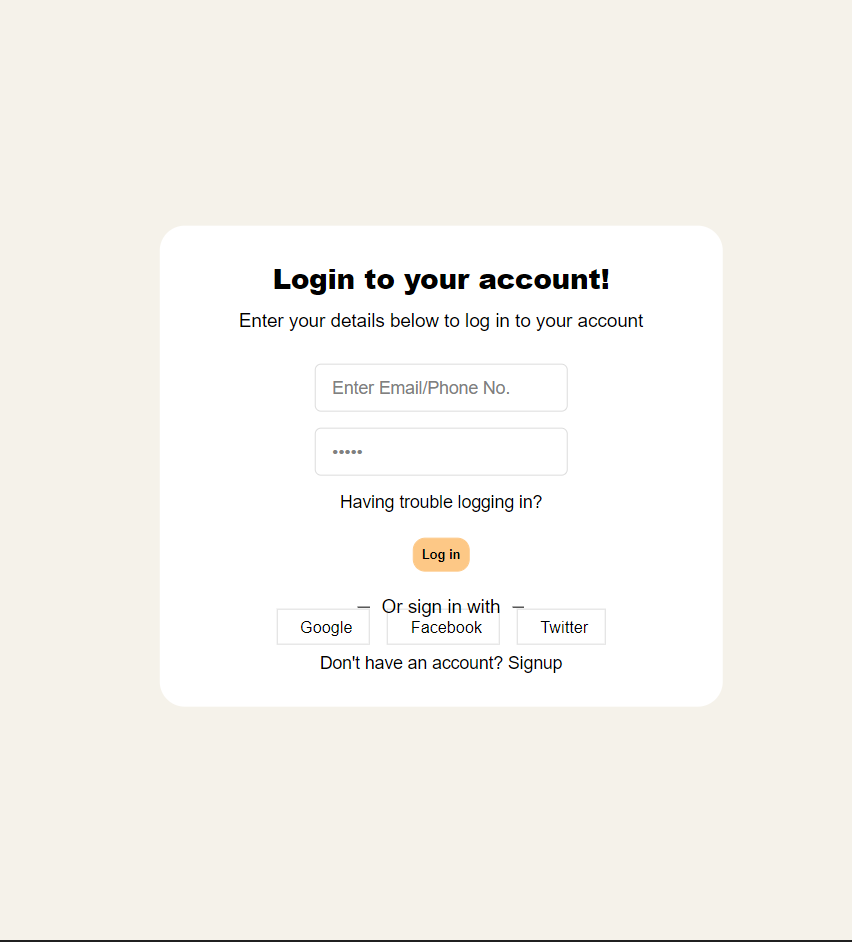 Login to your account!
Enter your details below to log in to your account
Enter Email/Phone No.
•••••
Having trouble logging in?
Log in
— Or sign in with —
Google Facebook Twitter
Don't have an account? Signup